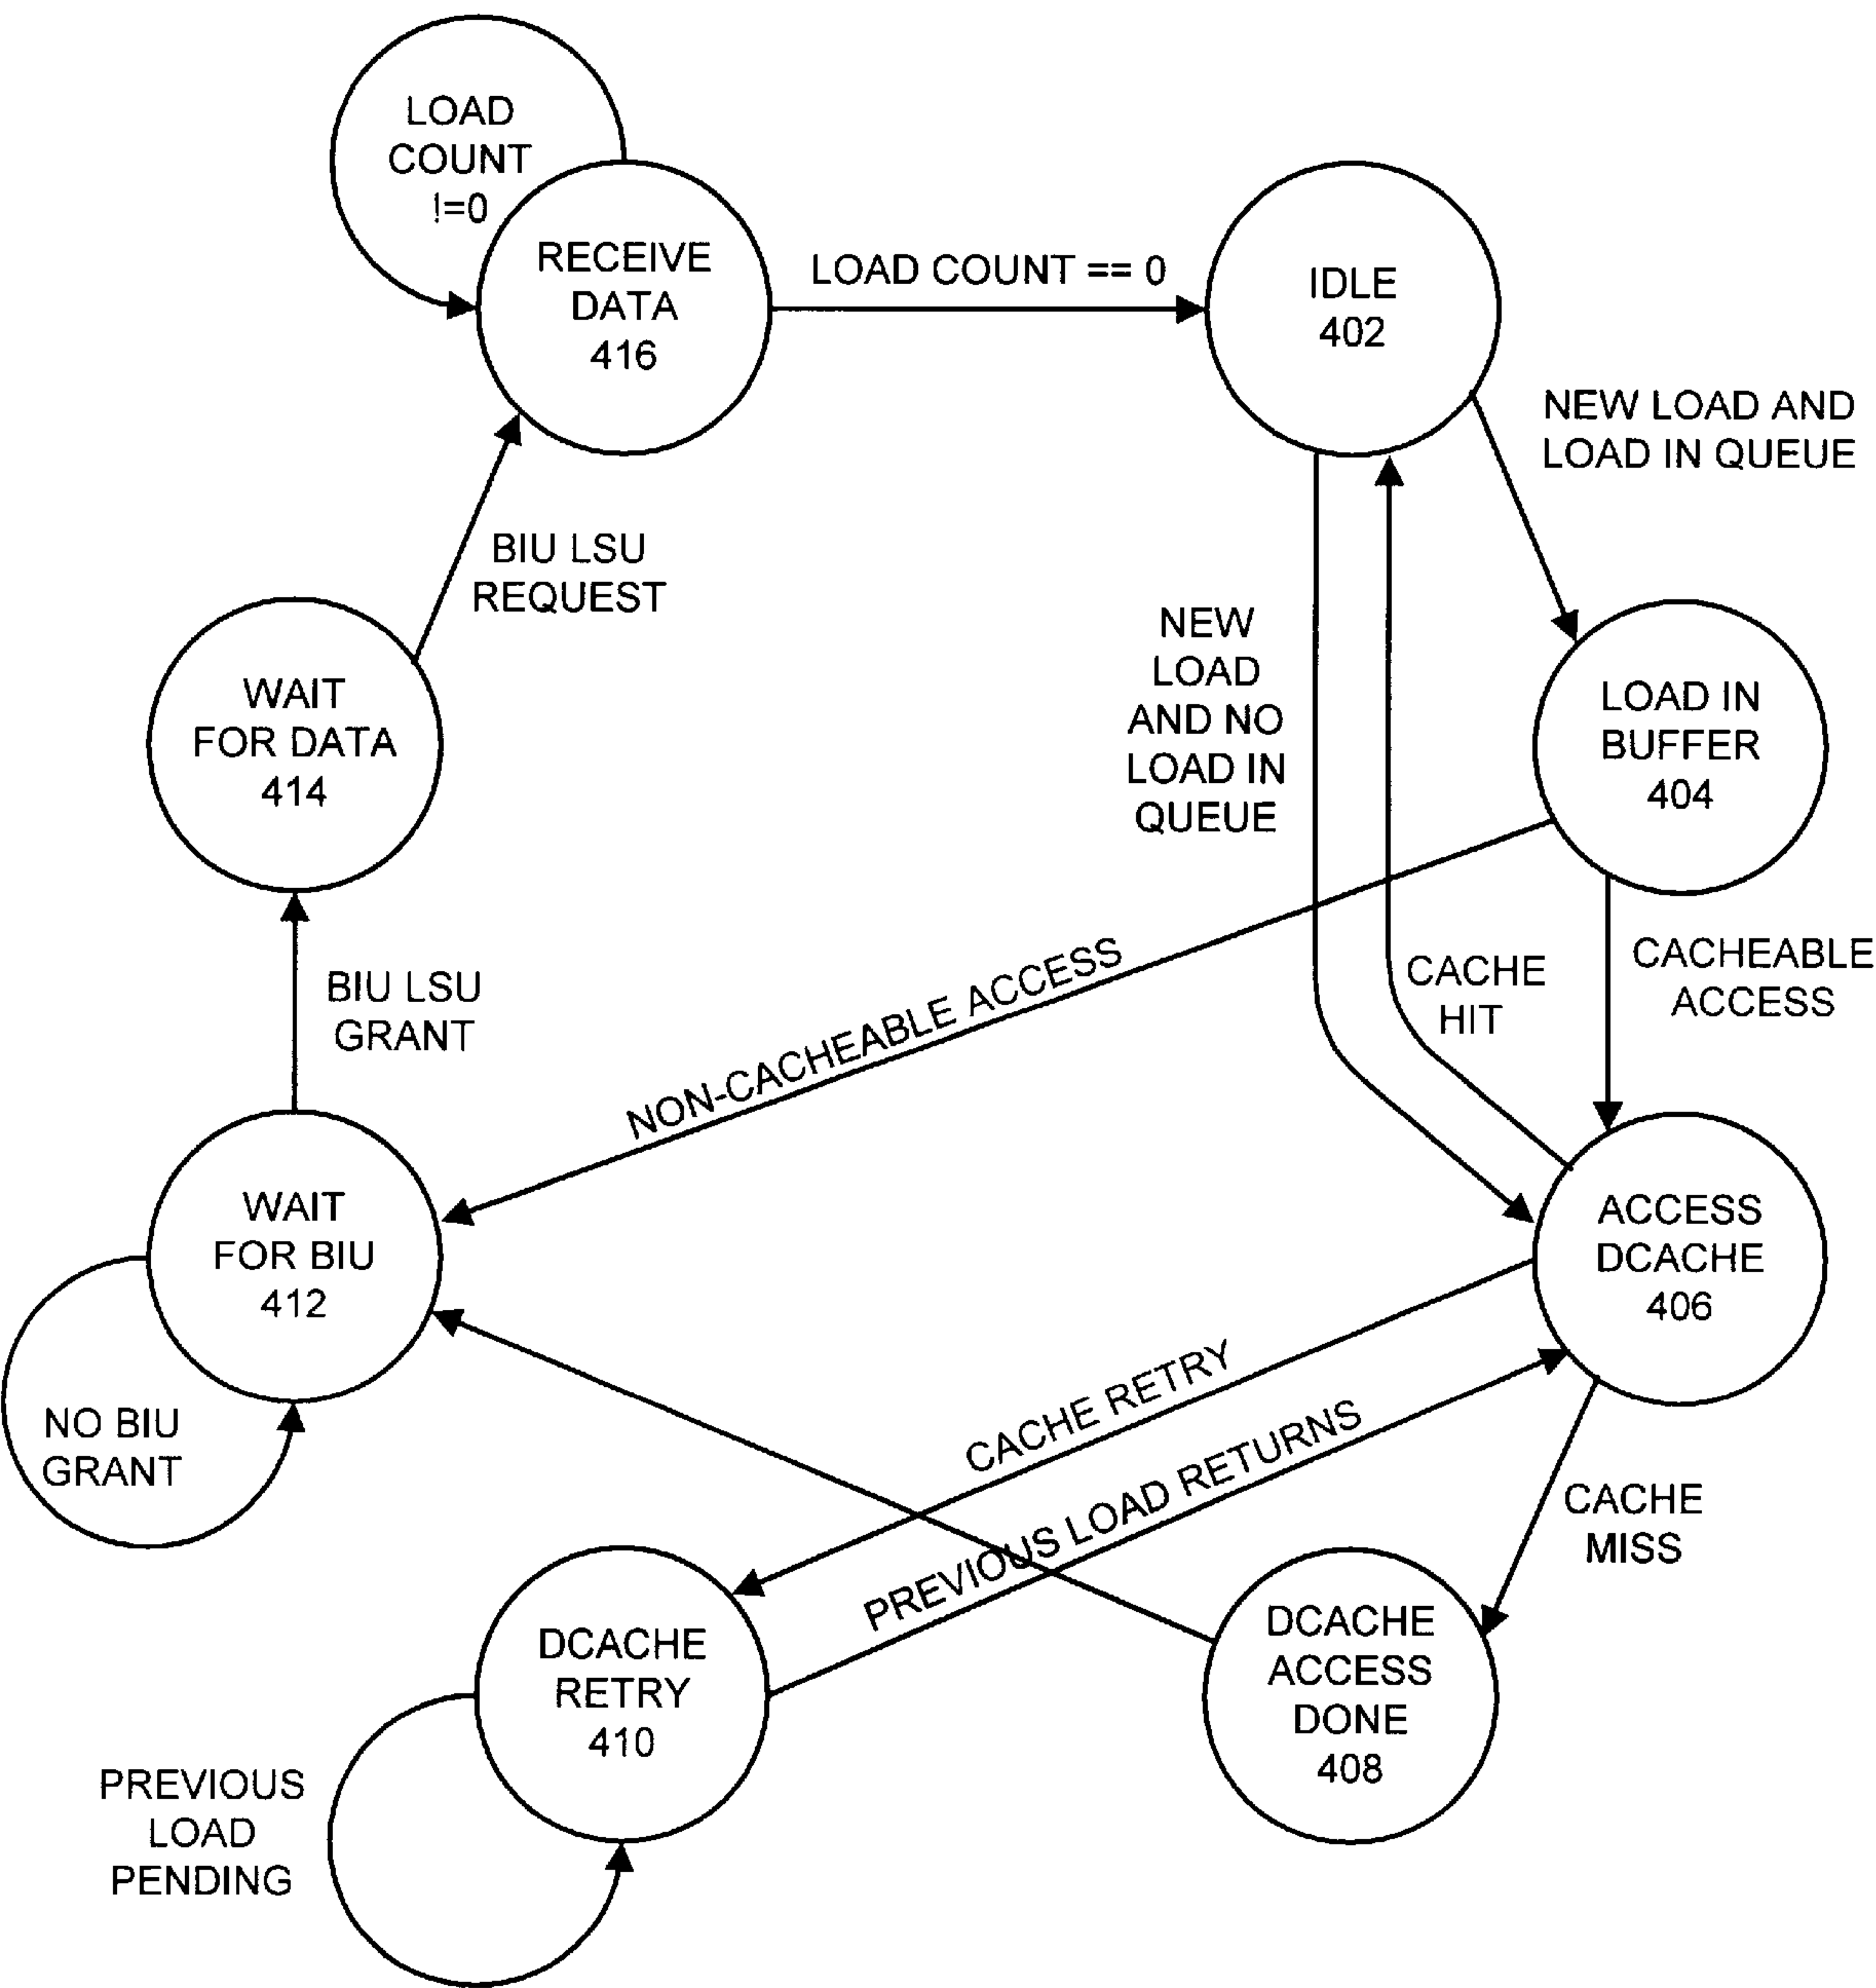 LOAD
COUNT
!=0
RECEIVE
DATA
416
LOAD COUNT == 0
IDLE
402
NEW LOAD AND
LOAD IN QUEUE
BIU LSU
REQUEST
NEW
LOAD
AND NO
LOAD IN
QUEUE
WAIT
FOR DATA
414
LOAD IN
BUFFER
404
BIU LSU
GRANT
NON-CACHEABLE ACCESS
CACHE
HIT
CACHEABLE
ACCESS
WAIT
FOR BIU
412
ACCESS
DCACHE
406
NO BIU
GRANT
CACHE RETRY
PREVIOUS LOAD RETURNS
CACHE
MISS
DCACHE
RETRY
410
DCACHE
ACCESS
DONE
408
PREVIOUS
LOAD
PENDING